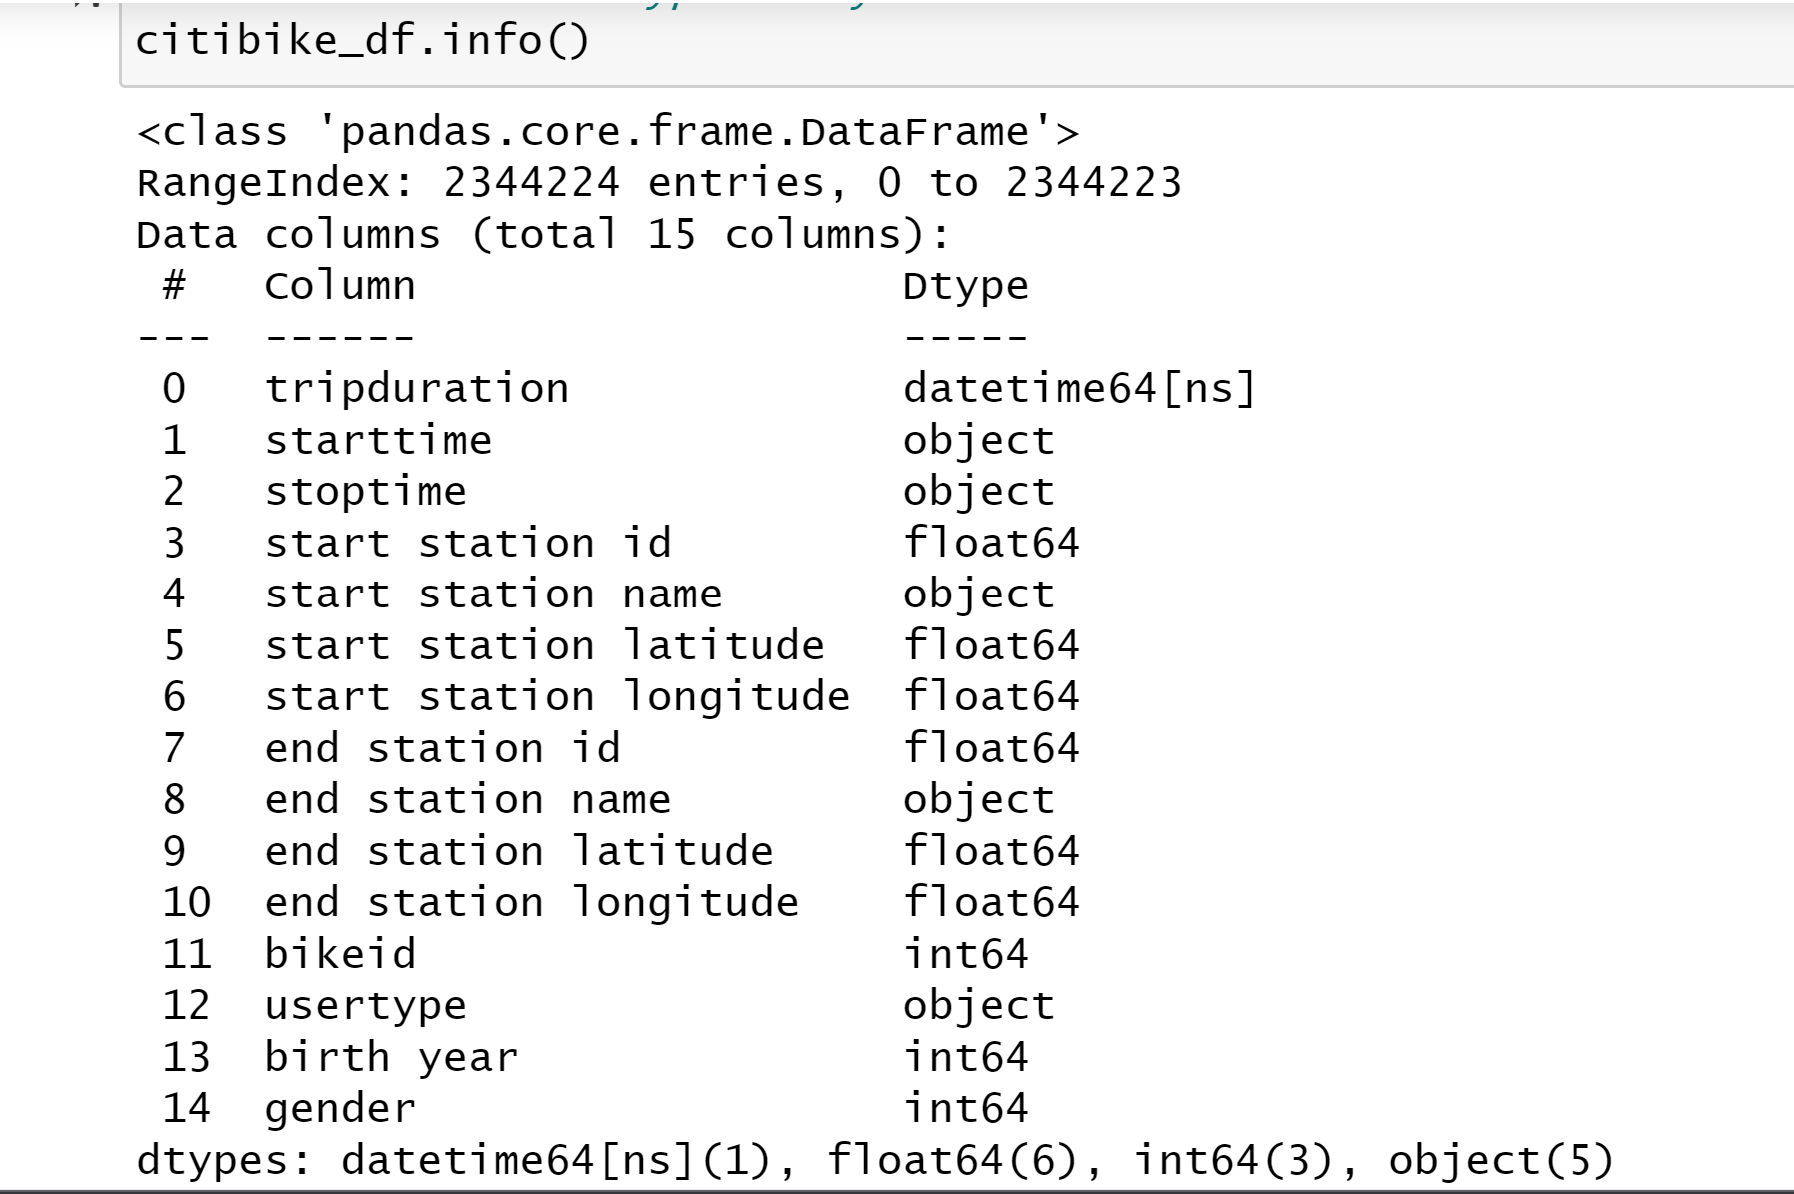 citibike_df.info()
<class 'pandas.core.frame.DataFrame'>
RangeIndex: 2344224 entries, 0 to 2344223
Data columns (total 15 columns):
 #   Column                   Dtype
---  ------                   -----
 0   tripduration             datetime64[ns]
 1   starttime                object
 2   stoptime                 object
 3   start station id         float64
 4   start station name       object
 5   start station latitude   float64
 6   start station longitude  float64
 7   end station id           float64
 8   end station name         object
 9   end station latitude     float64
 10  end station longitude    float64
 11  bikeid                   int64
 12  usertype                 object
 13  birth year               int64
 14  gender                   int64
dtypes: datetime64[ns](1), float64(6), int64(3), object(5)